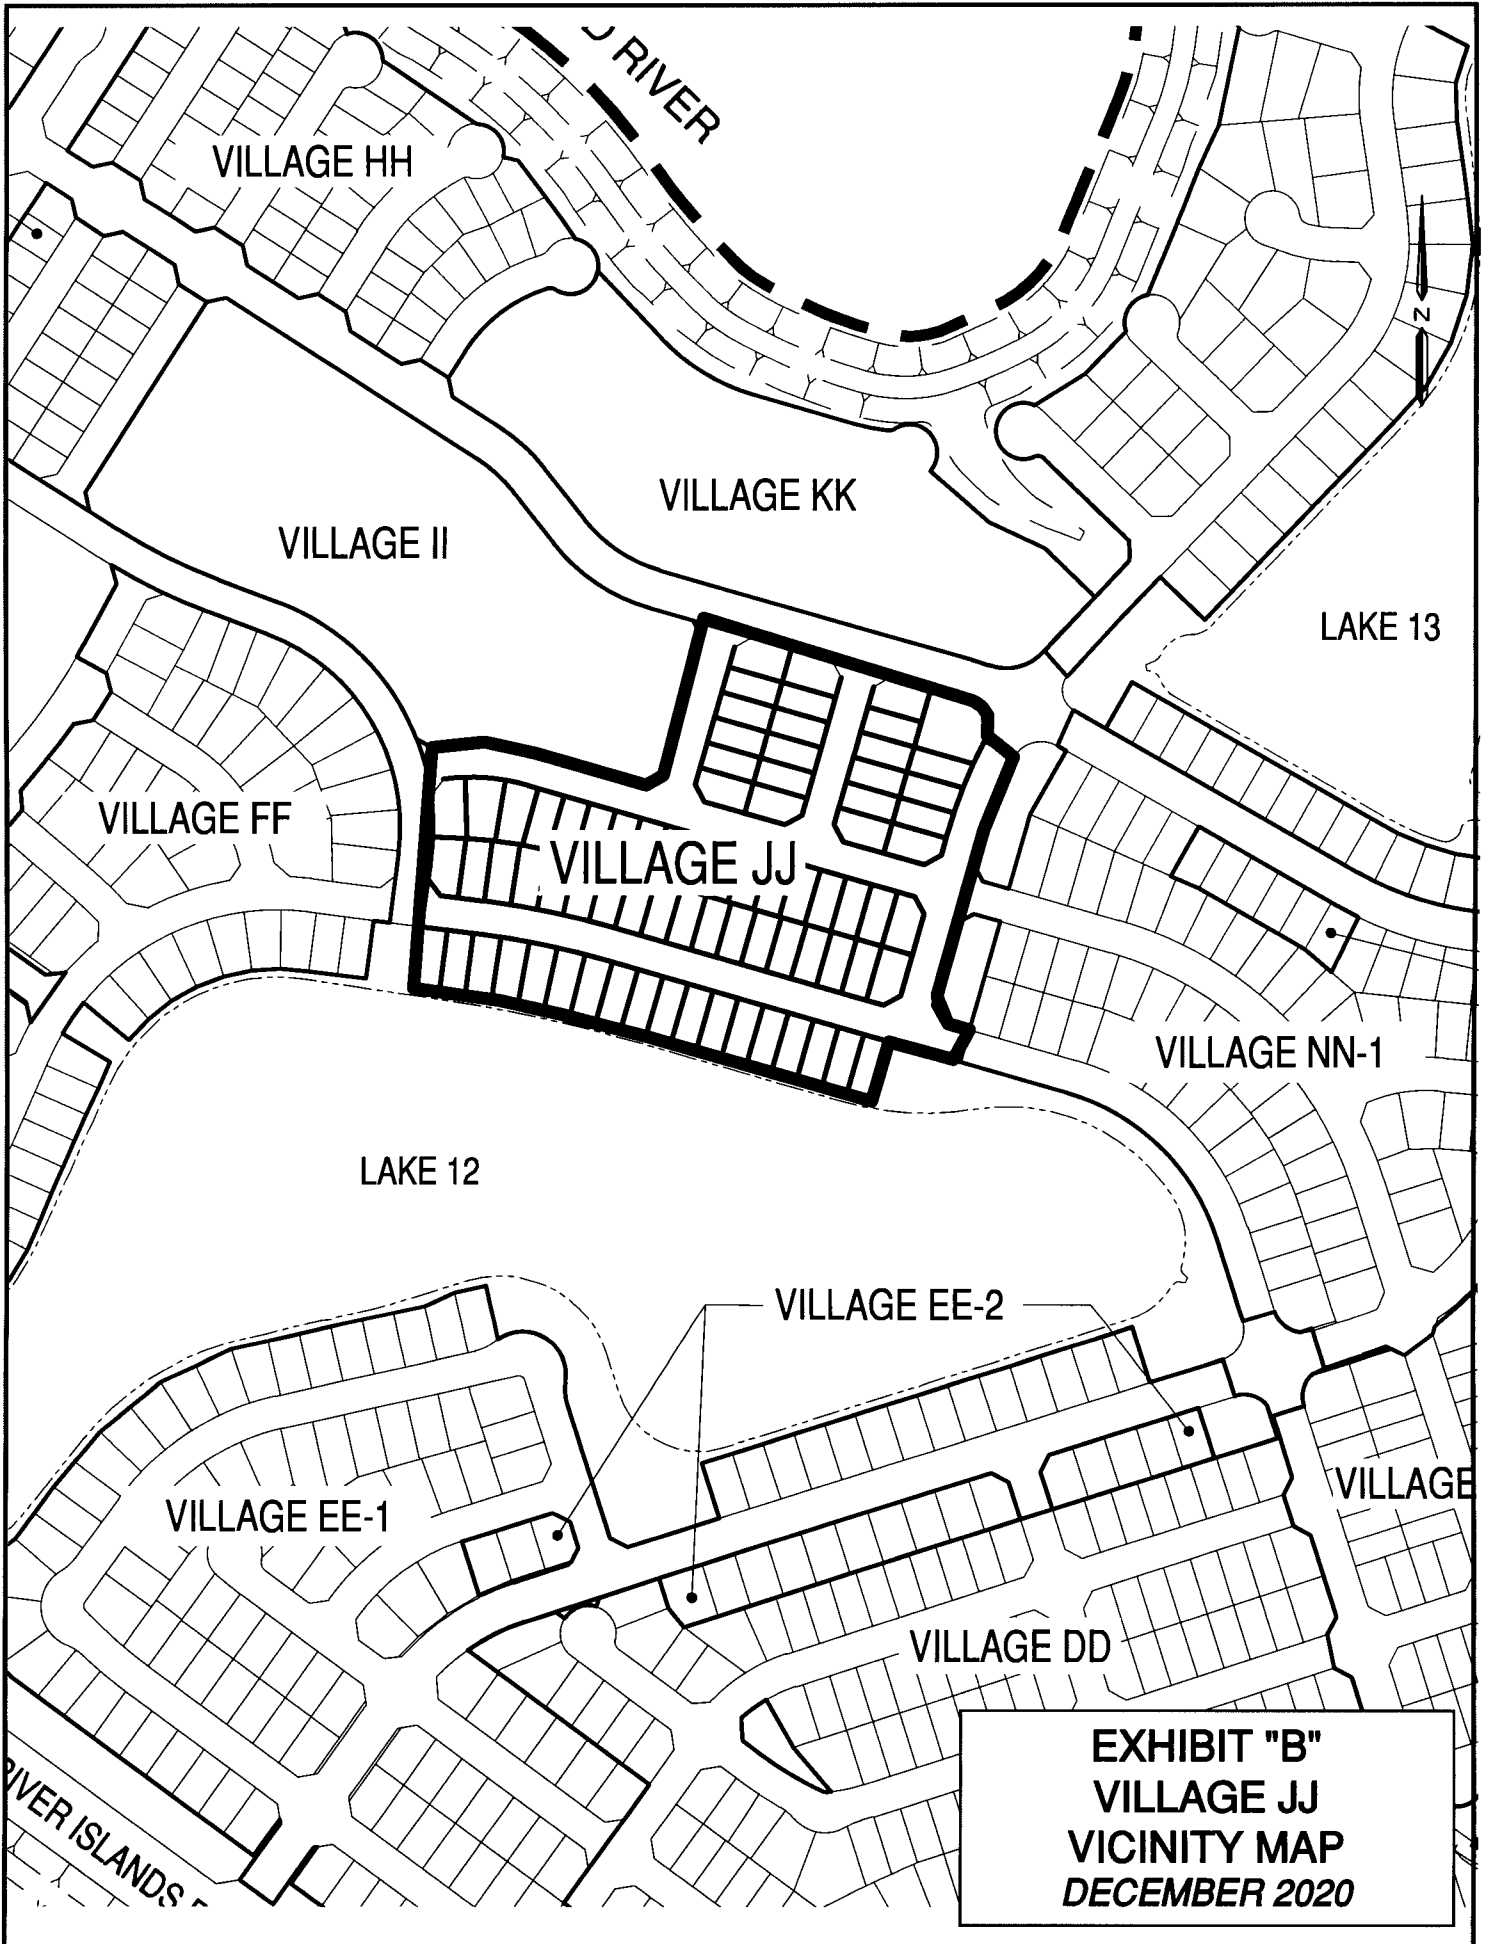 RIVER
VILLAGE HH
N
VILLAGE KK
VILLAGE II
LAKE 13
VILLAGE FF
VILLAGE JJ
VILLAGE NN-1
LAKE 12
VILLAGE EE-2
VILLAGE
VILLAGE EE-1
VILLAGE DD
RIVER ISLANDS
EXHIBIT "B"
VILLAGE JJ
VICINITY MAP
DECEMBER 2020